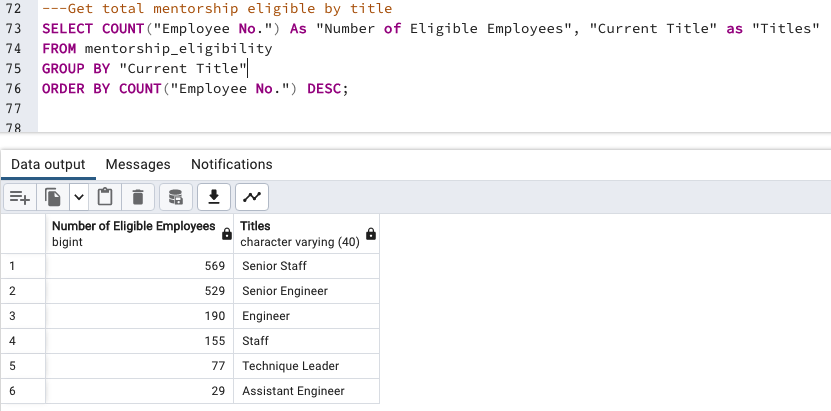 72 ---Get total mentorship eligible by title
73 SELECT COUNT("Employee No.") As "Number of Eligible Employees", "Current Title" as "Titles"
74 FROM mentorship_eligibility
75 GROUP BY "Current Title"
76 ORDER BY COUNT("Employee No.") DESC;
77
78
Data output Messages Notifications
Number of Eligible Employees Titles
bigint character varying (40)
1 569 Senior Staff
2 529 Senior Engineer
3 190 Engineer
4 155 Staff
5 77 Technique Leader
6 29 Assistant Engineer